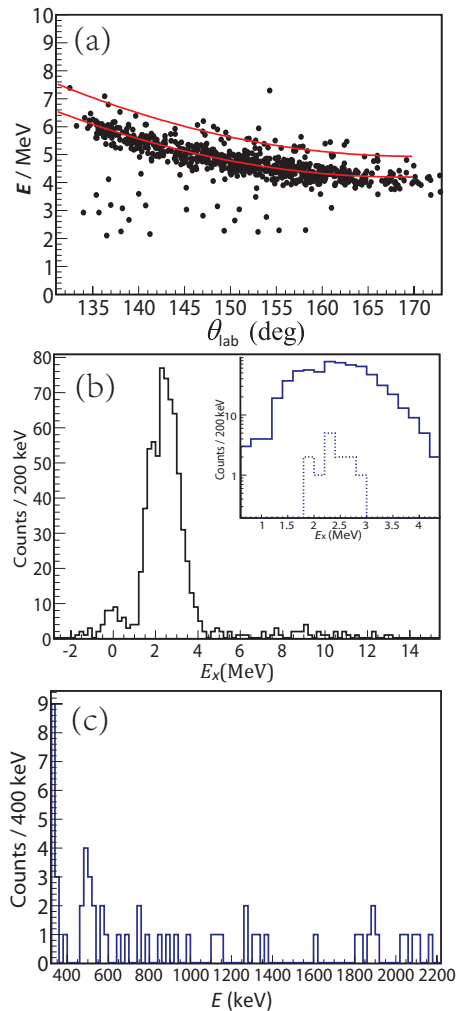 (a)
E / MeV
10
9
8
7
6
5
4
3
2
1
0
135 140 145 150 155 160 165 170
θlab (deg)
(b)
Counts / 200 keV
80
70
60
50
40
30
20
10
0
-2 0 2 4 6 8 10 12 14
Ex(MeV)
Counts / 200 keV
10
1
1 1.5 2 2.5 3 3.5 4
Ex (MeV)
(c)
Counts / 400 keV
9
8
7
6
5
4
3
2
1
0
400 600 800 1000 1200 1400 1600 1800 2000 2200
E (keV)